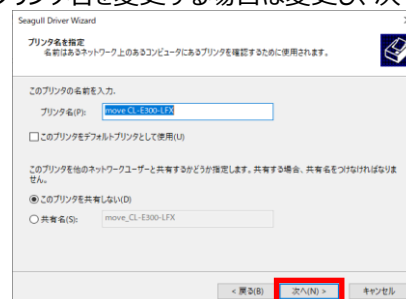 プリンタ名を変更する場合は変更し、次
Seagull Driver Wizard
プリンタ名を指定
名前はあるネットワーク上のあるコンピュータにあるプリンタを確認するために使用されます。
このプリンタの名前を入力.
プリンタ名(P): move CL-E300-LFX
このプリンタをデフォルトプリンタとして使用(U)
このプリンタを他のネットワークユーザーと共有するかどうか指定します。共有する場合、共有名をつけなければなりま
せん。
このプリンタを共有しない(D)
共有名(S): move_CL-E300-LFX
< 戻る(B) 次へ(N) > キャンセル